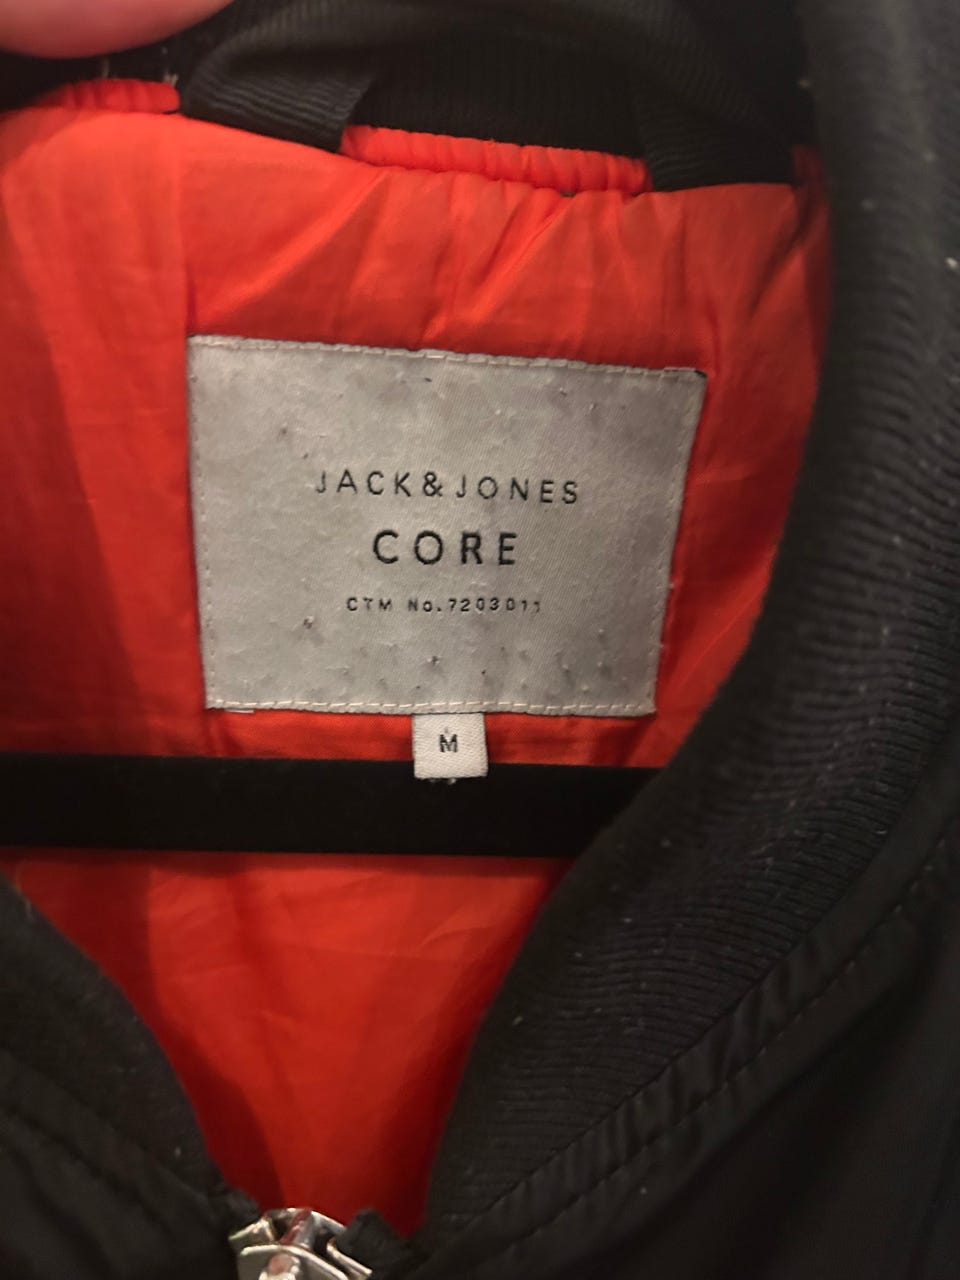 JACK & JONES
CORE
CTM No. 7203011
M